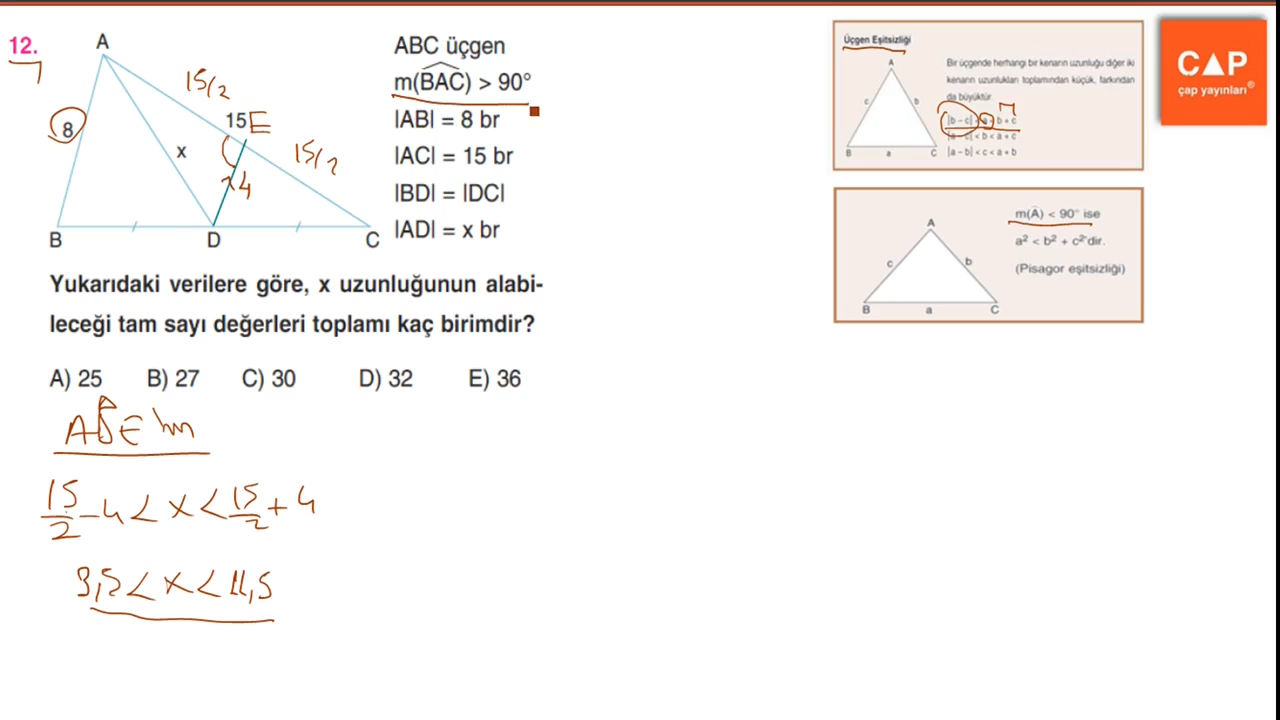 12.
A
15/2
15 E
8
x
15/2
4
B
D
C
ABC üçgen
m(BAC) > 90°
|AB| = 8 br
|AC| = 15 br
|BD| = |DC|
|AD| = x br
Yukarıdaki verilere göre, x uzunluğunun alabi-
leceği tam sayı değerleri toplamı kaç birimdir?
A) 25 B) 27 C) 30 D) 32 E) 36
15/2 - 4 < x < 15/2 + 4
3,5 < x < 11,5
Üçgen Eşitsizliği
A
c
b
B
a
C
Bir üçgende herhangi bir kenarın uzunluğu diğer iki
kenarın uzunlukları toplamından küçük, farkından
da büyüktür.
|b – c| < a < b + c
|a – c| < b < a + c
|a – b| < c < a + b
A
c
b
B
a
C
m(A) < 90° ise
a² < b² + c² dir.
(Pisagor eşitsizliği)
ÇAP
çap yayınları®